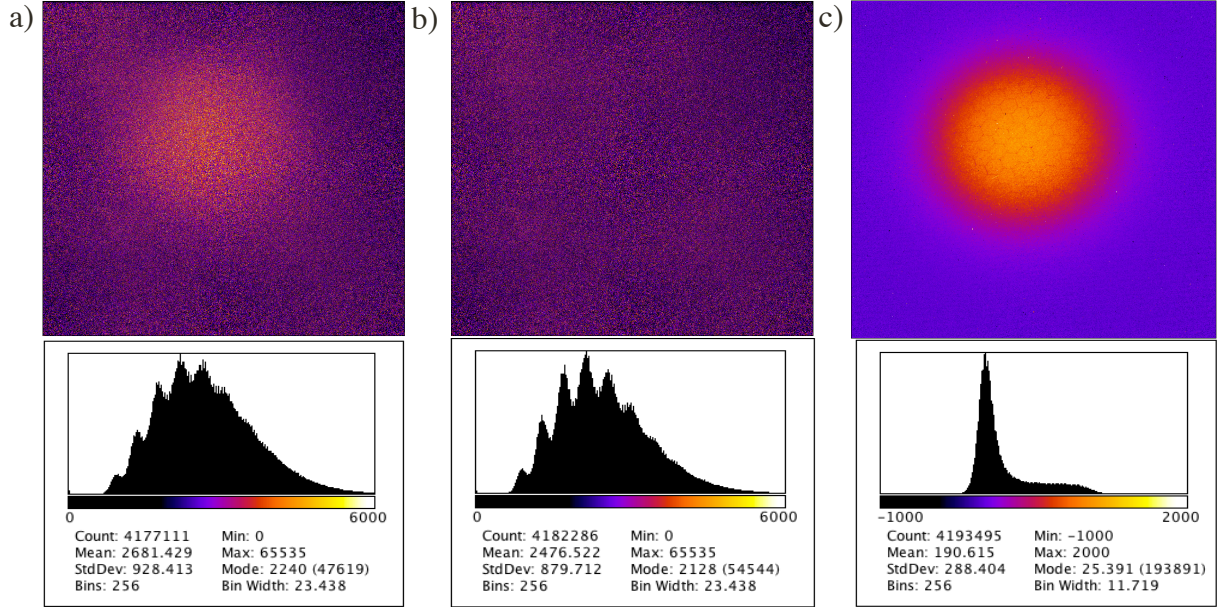 a)
b)
c)
0 6000
Count: 4177111 Min: 0
Mean: 2681.429 Max: 65535
StdDev: 928.413 Mode: 2240 (47619)
Bins: 256 Bin Width: 23.438
0 6000
Count: 4182286 Min: 0
Mean: 2476.522 Max: 65535
StdDev: 879.712 Mode: 2128 (54544)
Bins: 256 Bin Width: 23.438
-1000 2000
Count: 4193495 Min: -1000
Mean: 190.615 Max: 2000
StdDev: 288.404 Mode: 25.391 (193891)
Bins: 256 Bin Width: 11.719